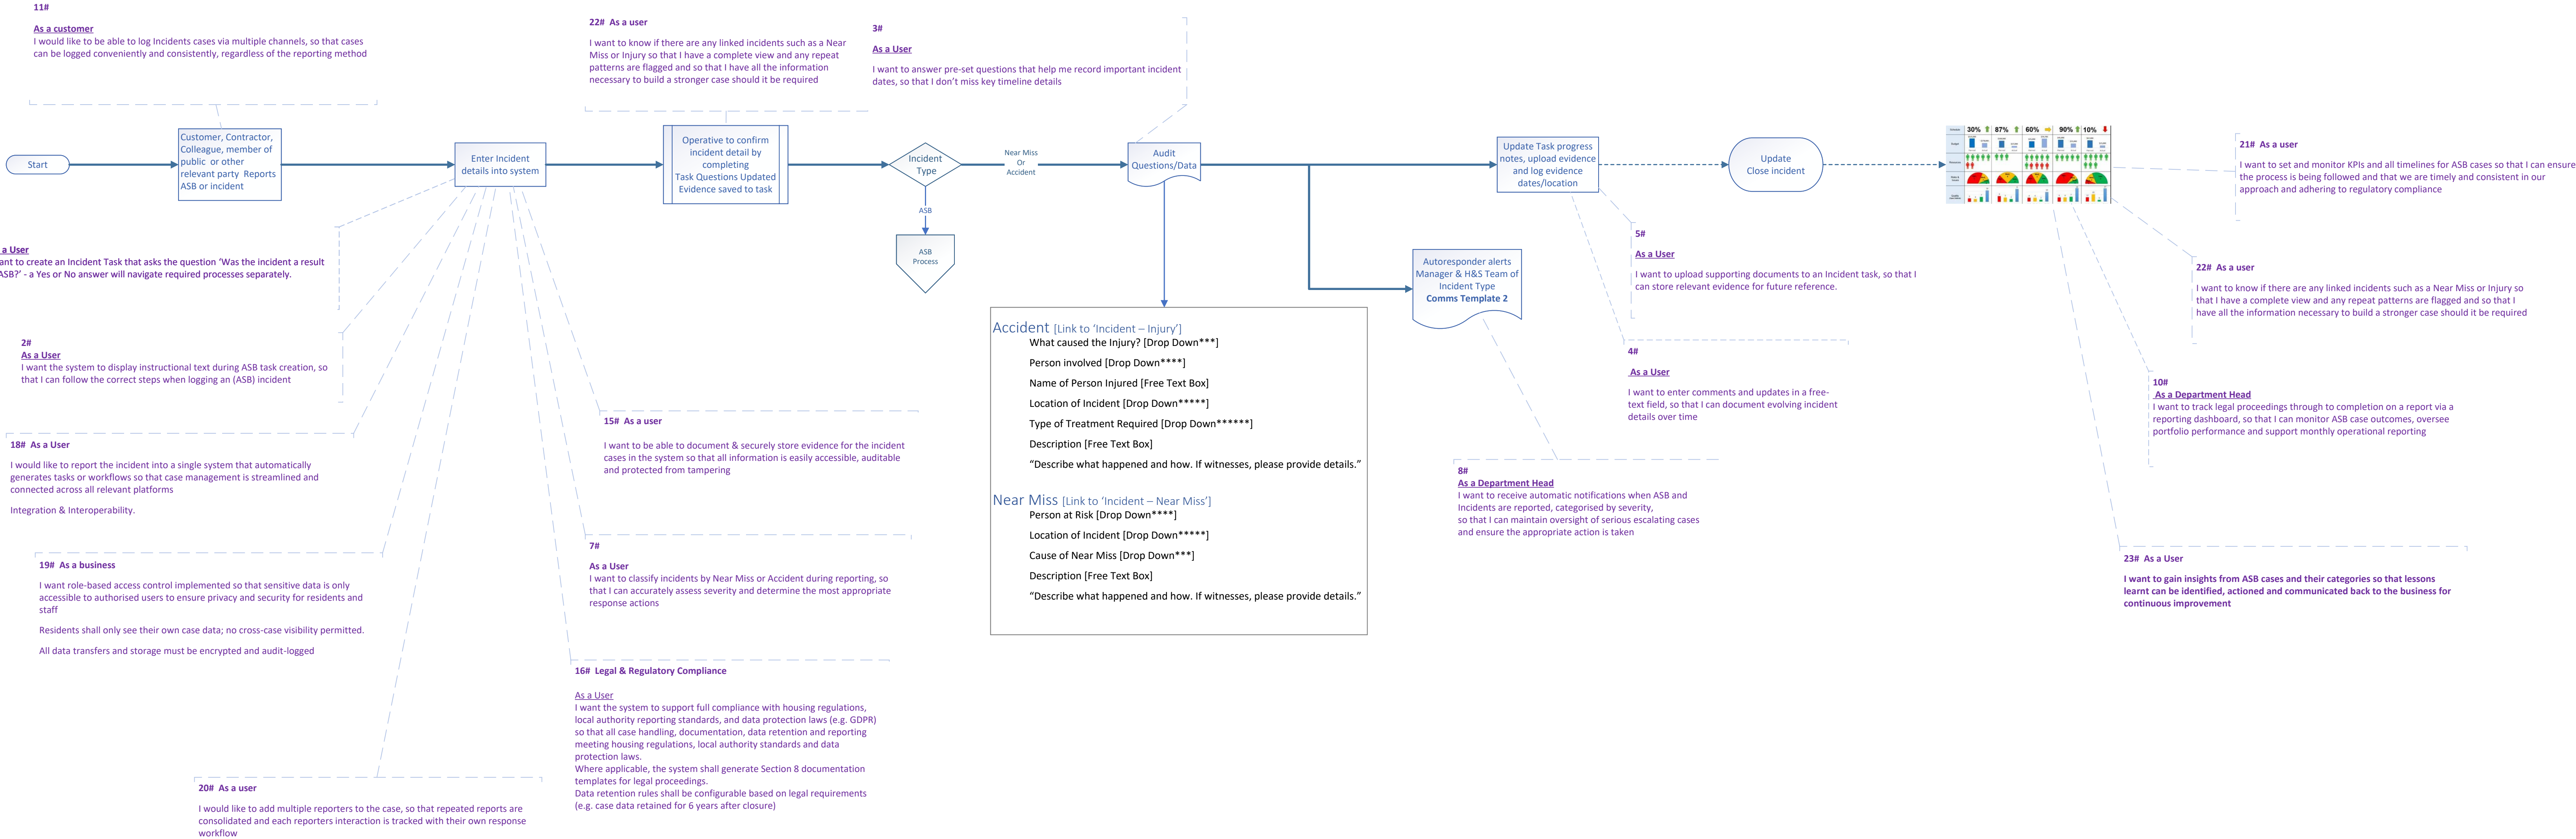 11#
As a customer
I would like to be able to log Incidents cases via multiple channels, so that cases
can be logged conveniently and consistently, regardless of the reporting method
22#  As a user
I want to know if there are any linked incidents such as a Near
Miss or Injury so that I have a complete view and any repeat
patterns are flagged and so that I have all the information
necessary to build a stronger case should it be required
3#
As a User
I want to answer pre-set questions that help me record important incident
dates, so that I don't miss key timeline details
Start
Customer, Contractor,
Colleague, member of
public  or other
relevant party  Reports
ASB or incident
Enter Incident
details into system
Operative to confirm
incident detail by
completing
Task Questions Updated
Evidence saved to task
Incident
Type
Near Miss
Or
Accident
ASB
ASB
Process
Audit
Questions/Data
Update Task progress
notes, upload evidence
and log evidence
dates/location
Update
Close incident
30% 87% 60% 90% 10%
21#  As a user
I want to set and monitor KPIs and all timelines for ASB cases so that I can ensure
the process is being followed and that we are timely and consistent in our
approach and adhering to regulatory compliance
a User
ant to create an Incident Task that asks the question ‘Was the incident a result
ASB?’ - a Yes or No answer will navigate required processes separately.
2#
As a User
I want the system to display instructional text during ASB task creation, so
that I can follow the correct steps when logging an (ASB) incident
18#  As a User
I would like to report the incident into a single system that automatically
generates tasks or workflows so that case management is streamlined and
connected across all relevant platforms
Integration & Interoperability.
19#  As a business
I want role-based access control implemented so that sensitive data is only
accessible to authorised users to ensure privacy and security for residents and
staff
Residents shall only see their own case data; no cross-case visibility permitted.
All data transfers and storage must be encrypted and audit-logged
20#  As a user
I would like to add multiple reporters to the case, so that repeated reports are
consolidated and each reporters interaction is tracked with their own response
workflow
15#  As a user
I want to be able to document & securely store evidence for the incident
cases in the system so that all information is easily accessible, auditable
and protected from tampering
7#
As a User
I want to classify incidents by Near Miss or Accident during reporting, so
that I can accurately assess severity and determine the most appropriate
response actions
16#  Legal & Regulatory Compliance
As a User
I want the system to support full compliance with housing regulations,
local authority reporting standards, and data protection laws (e.g. GDPR)
so that all case handling, documentation, data retention and reporting
meeting housing regulations, local authority standards and data
protection laws.
Where applicable, the system shall generate Section 8 documentation
templates for legal proceedings.
Data retention rules shall be configurable based on legal requirements
(e.g. case data retained for 6 years after closure)
Accident [Link to ‘Incident – Injury’]
What caused the Injury? [Drop Down***]
Person involved [Drop Down****]
Name of Person Injured [Free Text Box]
Location of Incident [Drop Down*****]
Type of Treatment Required [Drop Down******]
Description [Free Text Box]
“Describe what happened and how. If witnesses, please provide details.”
Near Miss [Link to ‘Incident – Near Miss’]
Person at Risk [Drop Down****]
Location of Incident [Drop Down*****]
Cause of Near Miss [Drop Down***]
Description [Free Text Box]
“Describe what happened and how. If witnesses, please provide details.”
Autoresponder alerts
Manager & H&S Team of
Incident Type
Comms Template 2
5#
As a User
I want to upload supporting documents to an Incident task, so that I
can store relevant evidence for future reference.
4#
As a User
I want to enter comments and updates in a free-
text field, so that I can document evolving incident
details over time
8#
As a Department Head
I want to receive automatic notifications when ASB and
Incidents are reported, categorised by severity,
so that I can maintain oversight of serious escalating cases
and ensure the appropriate action is taken
22#  As a user
I want to know if there are any linked incidents such as a Near Miss or Injury so
that I have a complete view and any repeat patterns are flagged and so that I
have all the information necessary to build a stronger case should it be required
10#
As a Department Head
I want to track legal proceedings through to completion on a report via a
reporting dashboard, so that I can monitor ASB case outcomes, oversee
portfolio performance and support monthly operational reporting
23#  As a User
I want to gain insights from ASB cases and their categories so that lessons
learnt can be identified, actioned and communicated back to the business for
continuous improvement